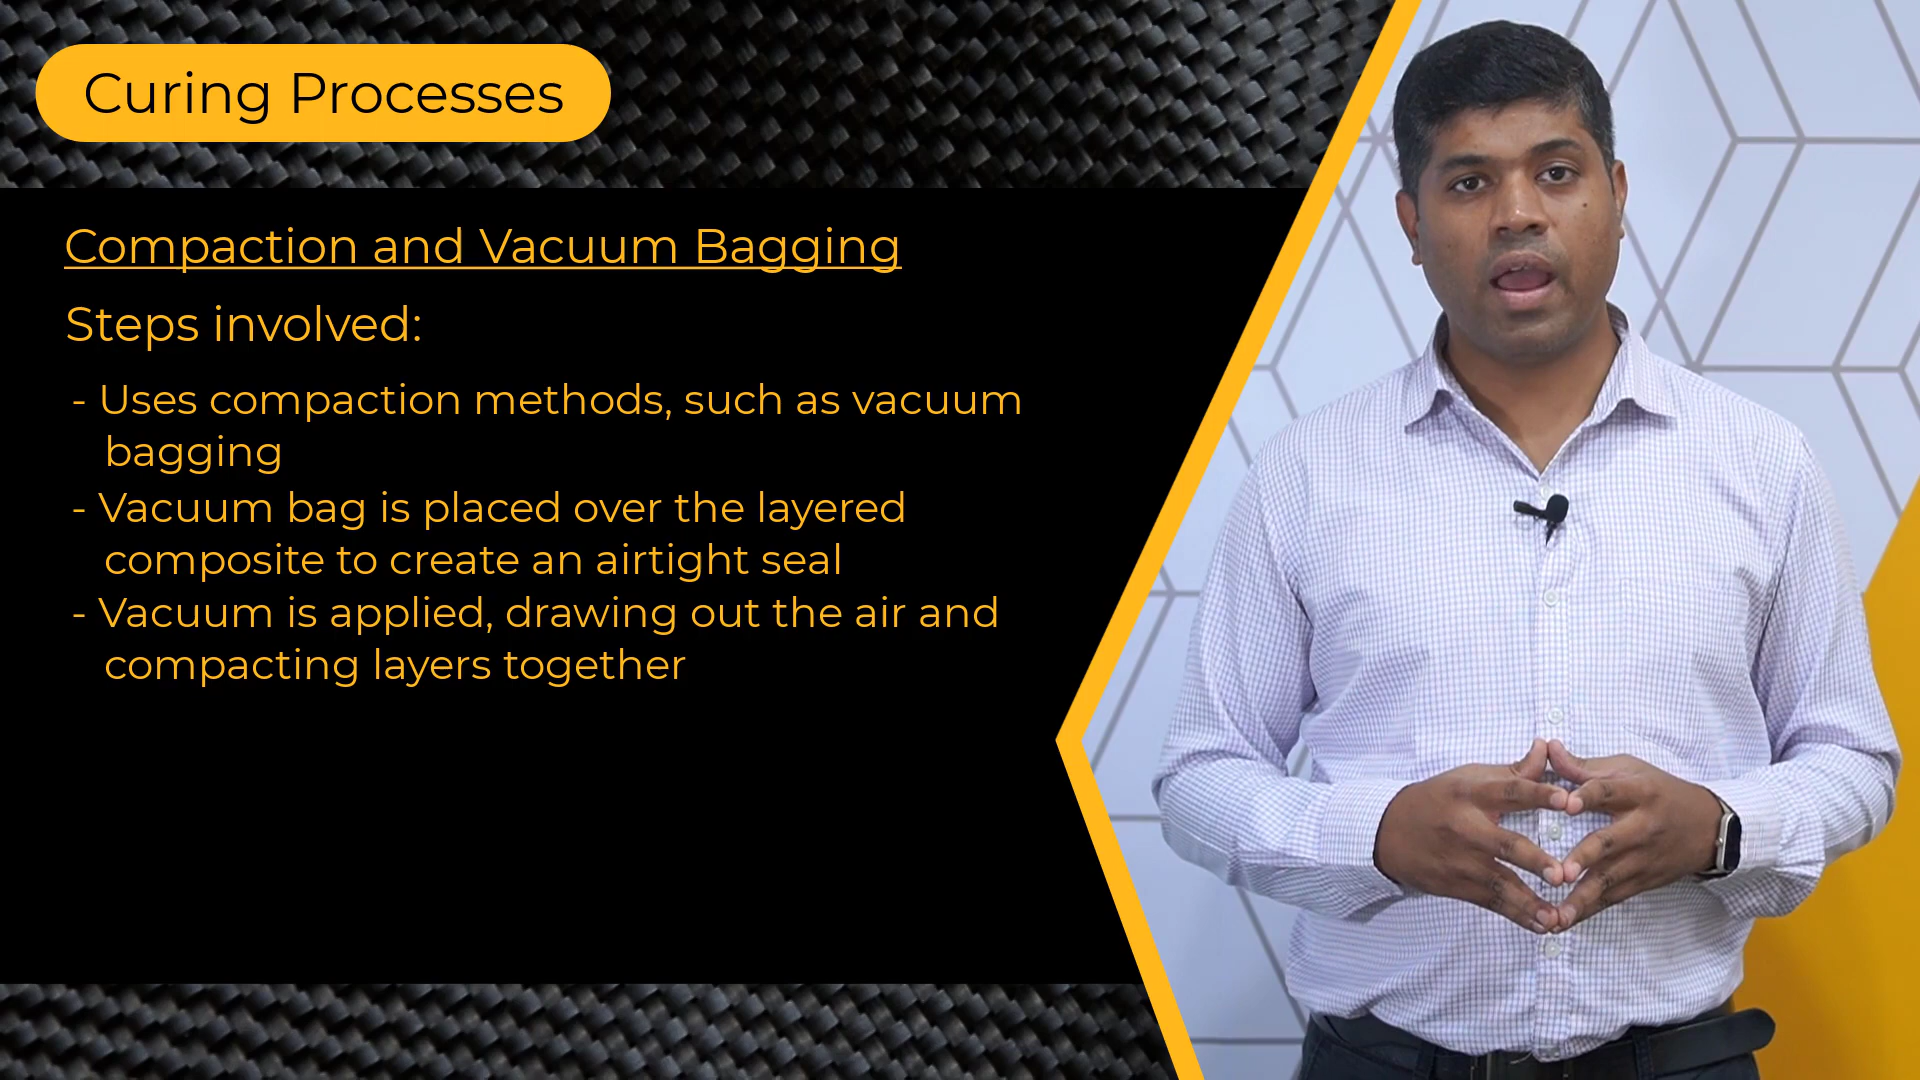 Curing Processes
Compaction and Vacuum Bagging
Steps involved:
- Uses compaction methods, such as vacuum
bagging
- Vacuum bag is placed over the layered
composite to create an airtight seal
- Vacuum is applied, drawing out the air and
compacting layers together